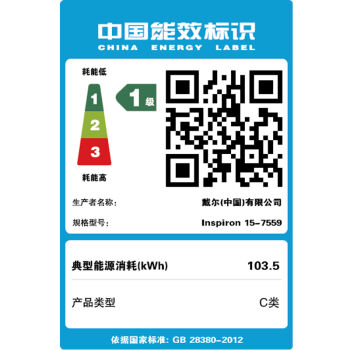 中国能效标识
CHINA ENERGY LABEL
耗能低
1
1级
2
3
耗能高
生产者名称: 戴尔(中国)有限公司
规格型号: Inspiron 15-7559
典型能源消耗(kWh) 103.5
产品类型 C类
依据国家标准: GB 28380-2012